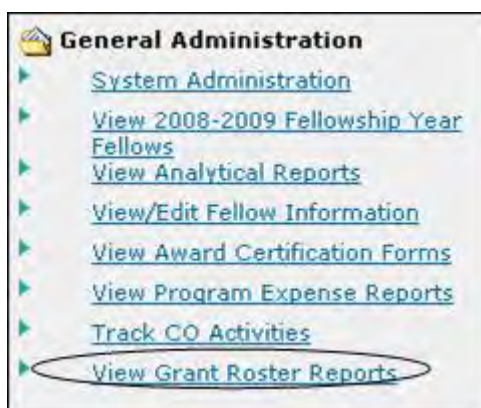 General Administration
System Administration
View 2008-2009 Fellowship Year
Fellows
View Analytical Reports
View/Edit Fellow Information
View Award Certification Forms
View Program Expense Reports
Track CO Activities
View Grant Roster Reports